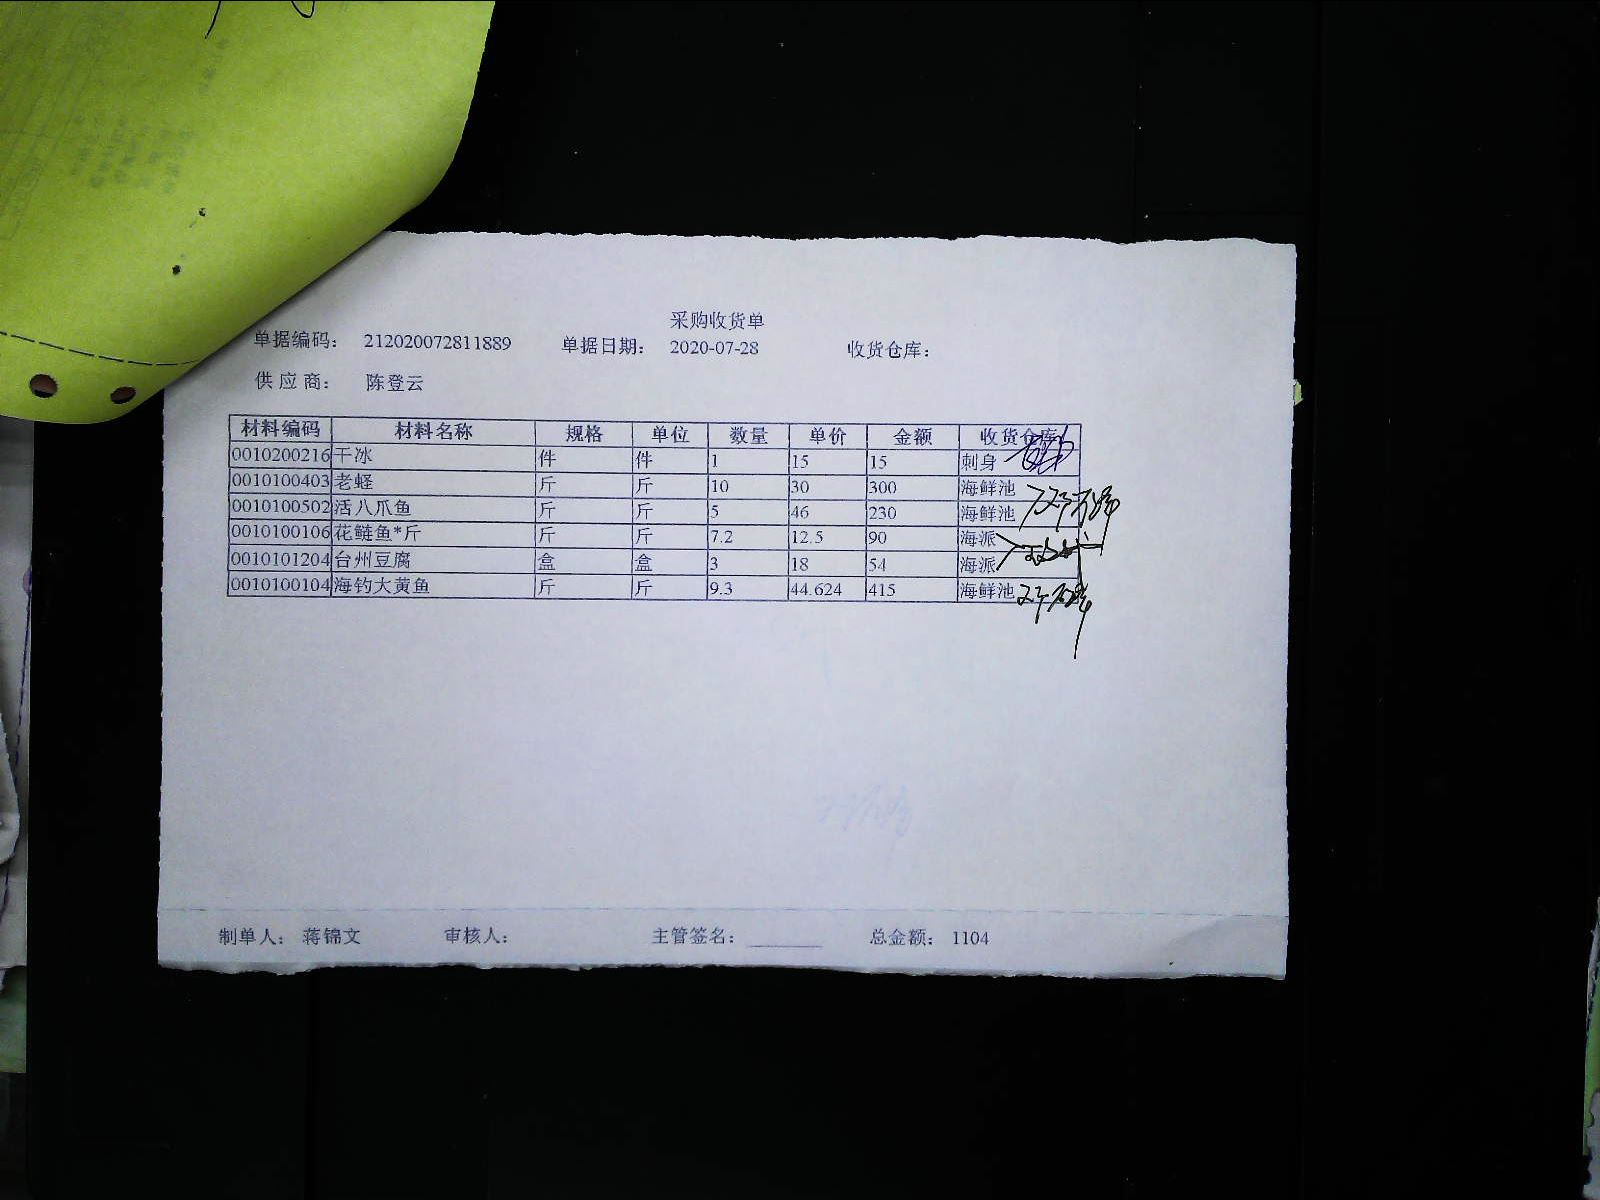 采购收货单
单据编码: 212020072811889 单据日期: 2020-07-28 收货仓库:
供应商: 陈登云
材料编码 材料名称 规格 单位 数量 单价 金额 收货仓库
0010200216 干冰 件 件 1 15 15 刺身
0010100403 老蛏 斤 斤 10 30 300 海鲜池
0010100502 活八爪鱼 斤 斤 5 46 230 海鲜池
0010100106 花鲢鱼*斤 斤 斤 7.2 12.5 90 海派
0010101204 台州豆腐 盒 盒 3 18 54 海派
0010100104 海钓大黄鱼 斤 斤 9.3 44.624 415 海鲜池
制单人: 蒋锦文 审核人: 主管签名: 总金额: 1104